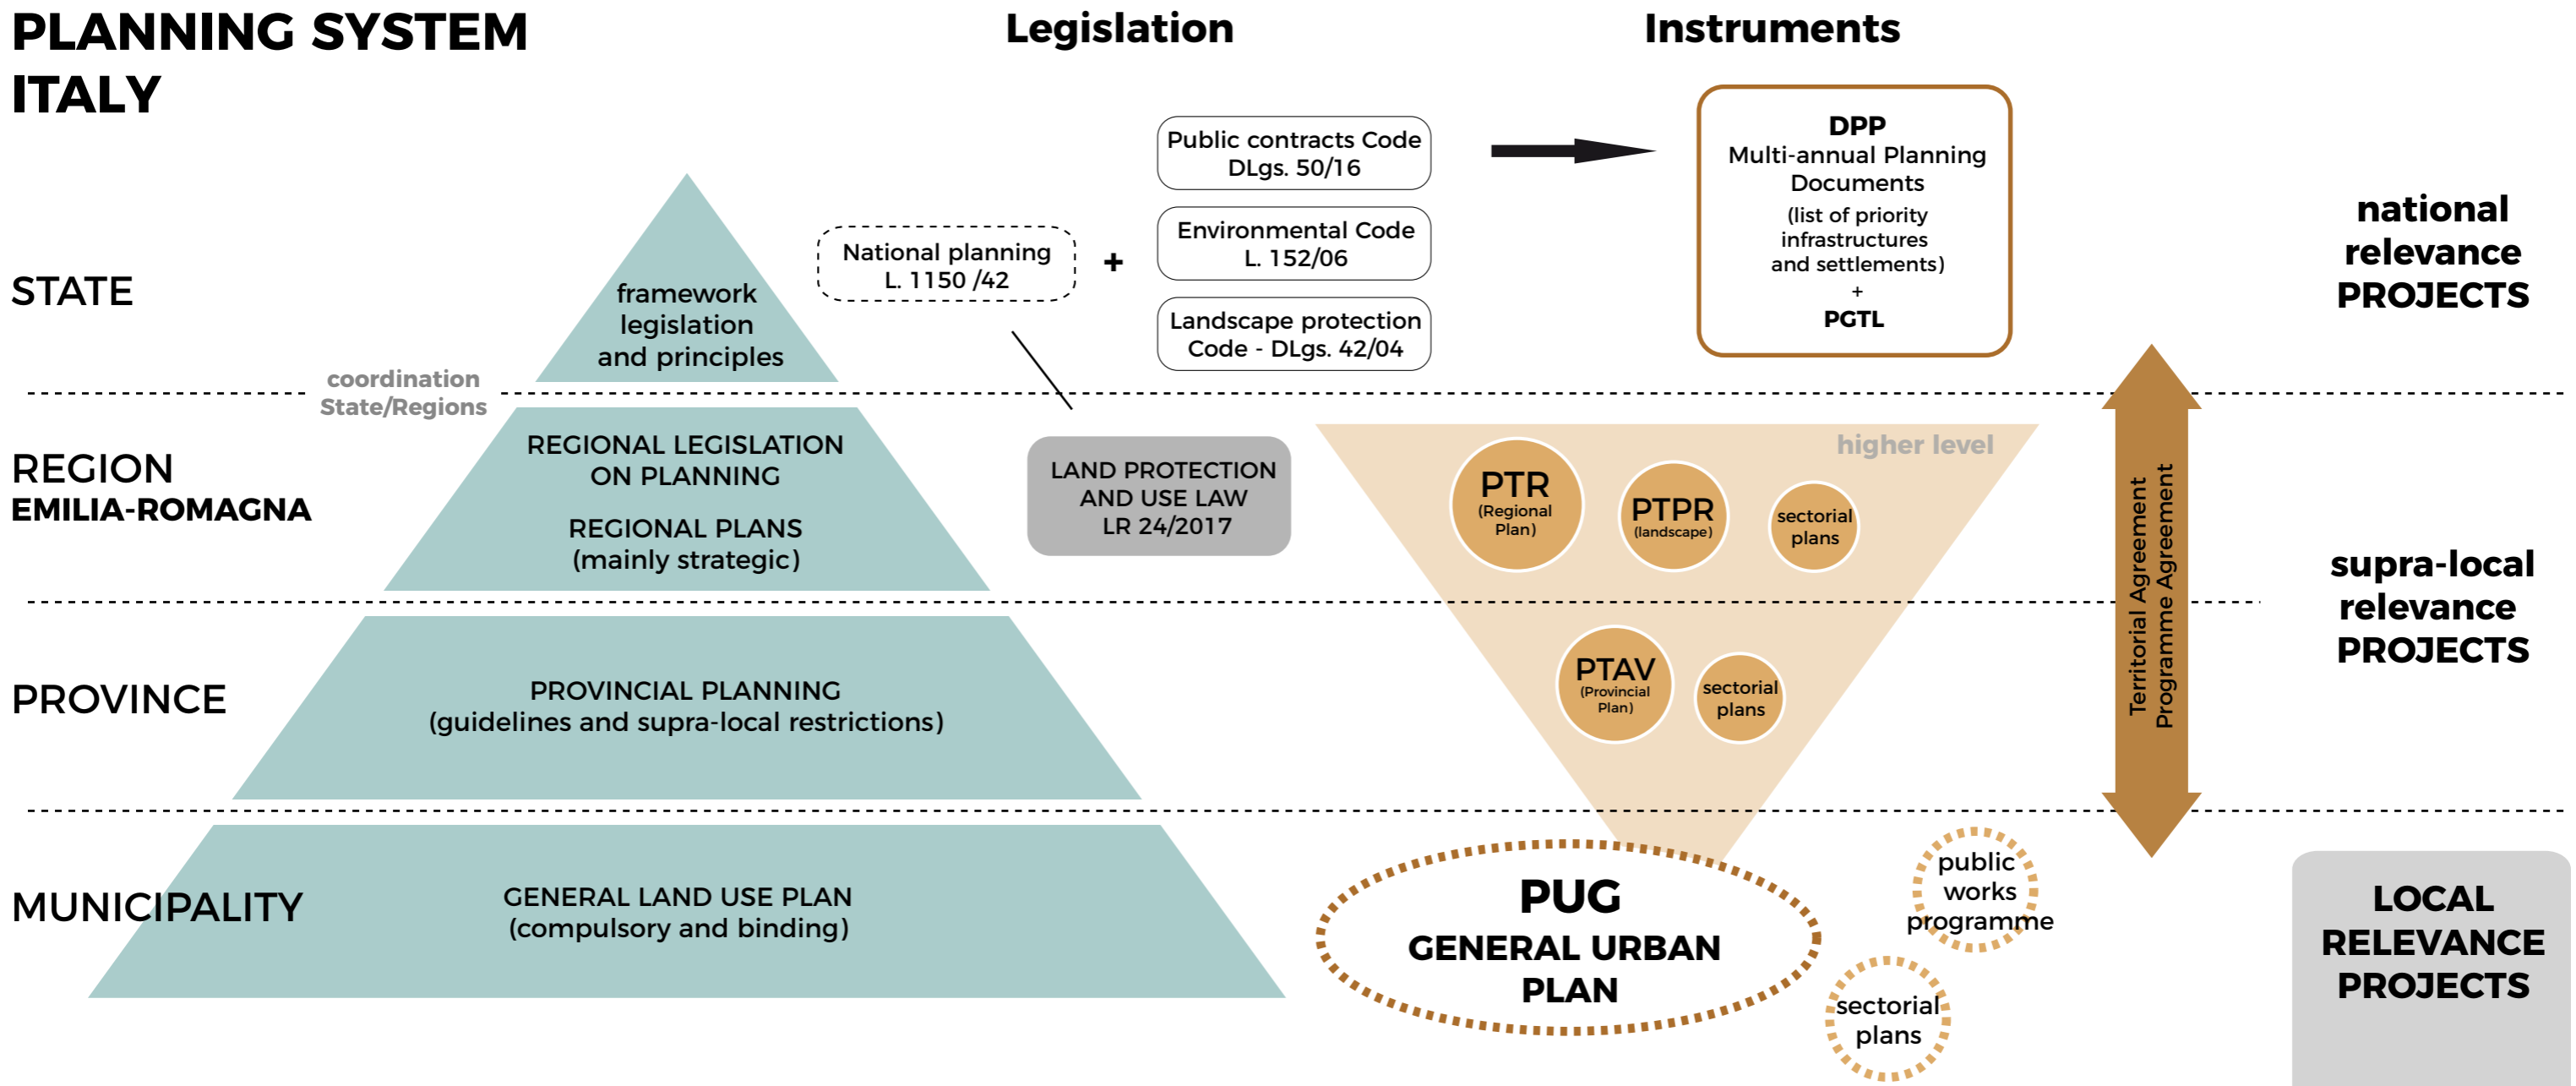 PLANNING SYSTEM
ITALY
Legislation
Instruments
STATE
framework
legislation
and principles
National planning
L. 1150 /42
+
Public contracts Code
DLgs. 50/16
Environmental Code
L. 152/06
Landscape protection
Code - DLgs. 42/04
DPP
Multi-annual Planning
Documents
(list of priority
infrastructures
and settlements)
+
PGTL
national
relevance
PROJECTS
coordination
State/Regions
REGION
EMILIA-ROMAGNA
REGIONAL LEGISLATION
ON PLANNING
REGIONAL PLANS
(mainly strategic)
LAND PROTECTION
AND USE LAW
LR 24/2017
higher level
PTR
(Regional
Plan)
PTPR
(landscape)
sectorial
plans
Territorial Agreement
Programme Agreement
supra-local
relevance
PROJECTS
PROVINCE
PROVINCIAL PLANNING
(guidelines and supra-local restrictions)
PTAV
(Provincial
Plan)
sectorial
plans
MUNICIPALITY
GENERAL LAND USE PLAN
(compulsory and binding)
PUG
GENERAL URBAN
PLAN
public
works
programme
sectorial
plans
LOCAL
RELEVANCE
PROJECTS